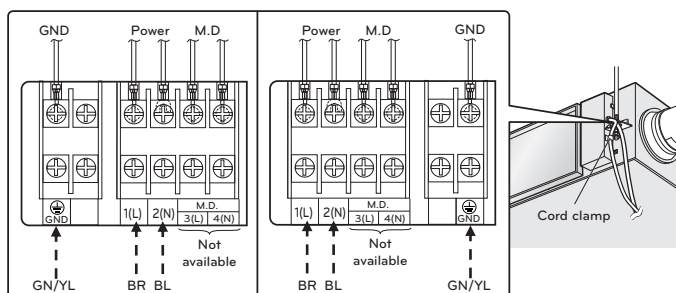 GND Power M.D
1(L) 2(N) M.D.
3(L) 4(N)
GND
Not
available
GN/YL BR BL
Power M.D GND
1(L) 2(N) M.D.
3(L) 4(N)
GND
Not
available
BR BL GN/YL
Cord clamp